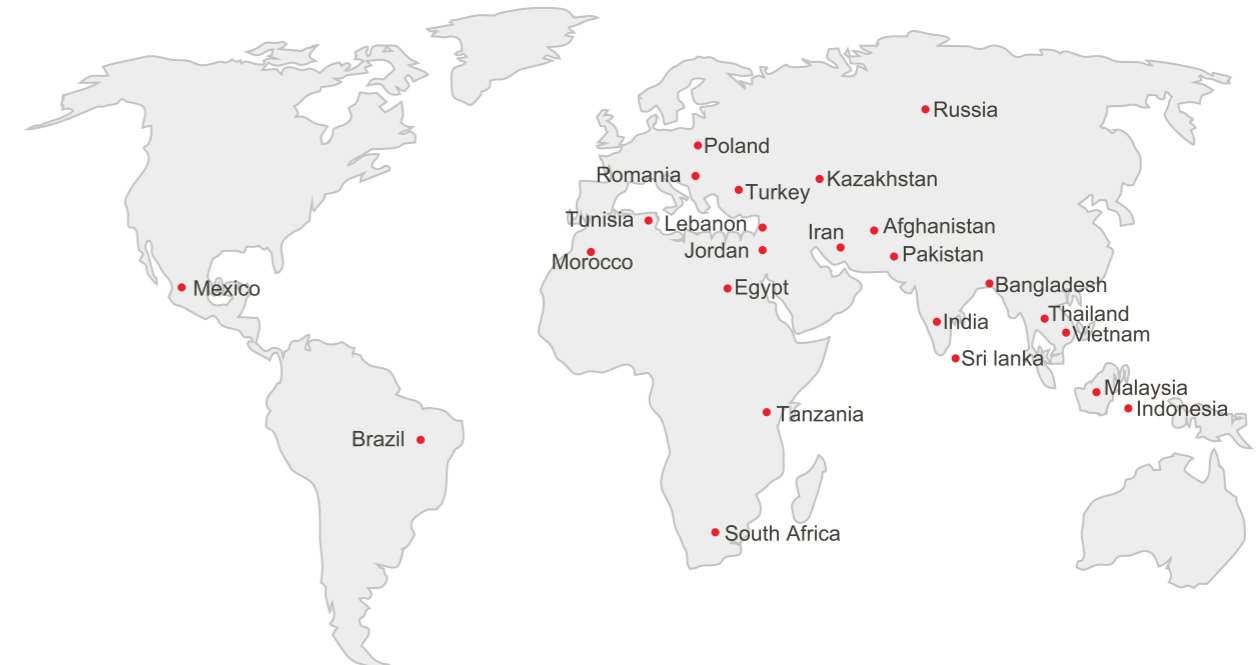 Russia
Poland
Romania
Kazakhstan
Turkey
Tunisia
Lebanon
Afghanistan
Iran
Jordan
Pakistan
Morocco
Bangladesh
Mexico
Egypt
Thailand
India
Vietnam
Sri lanka
Malaysia
Indonesia
Tanzania
Brazil
South Africa